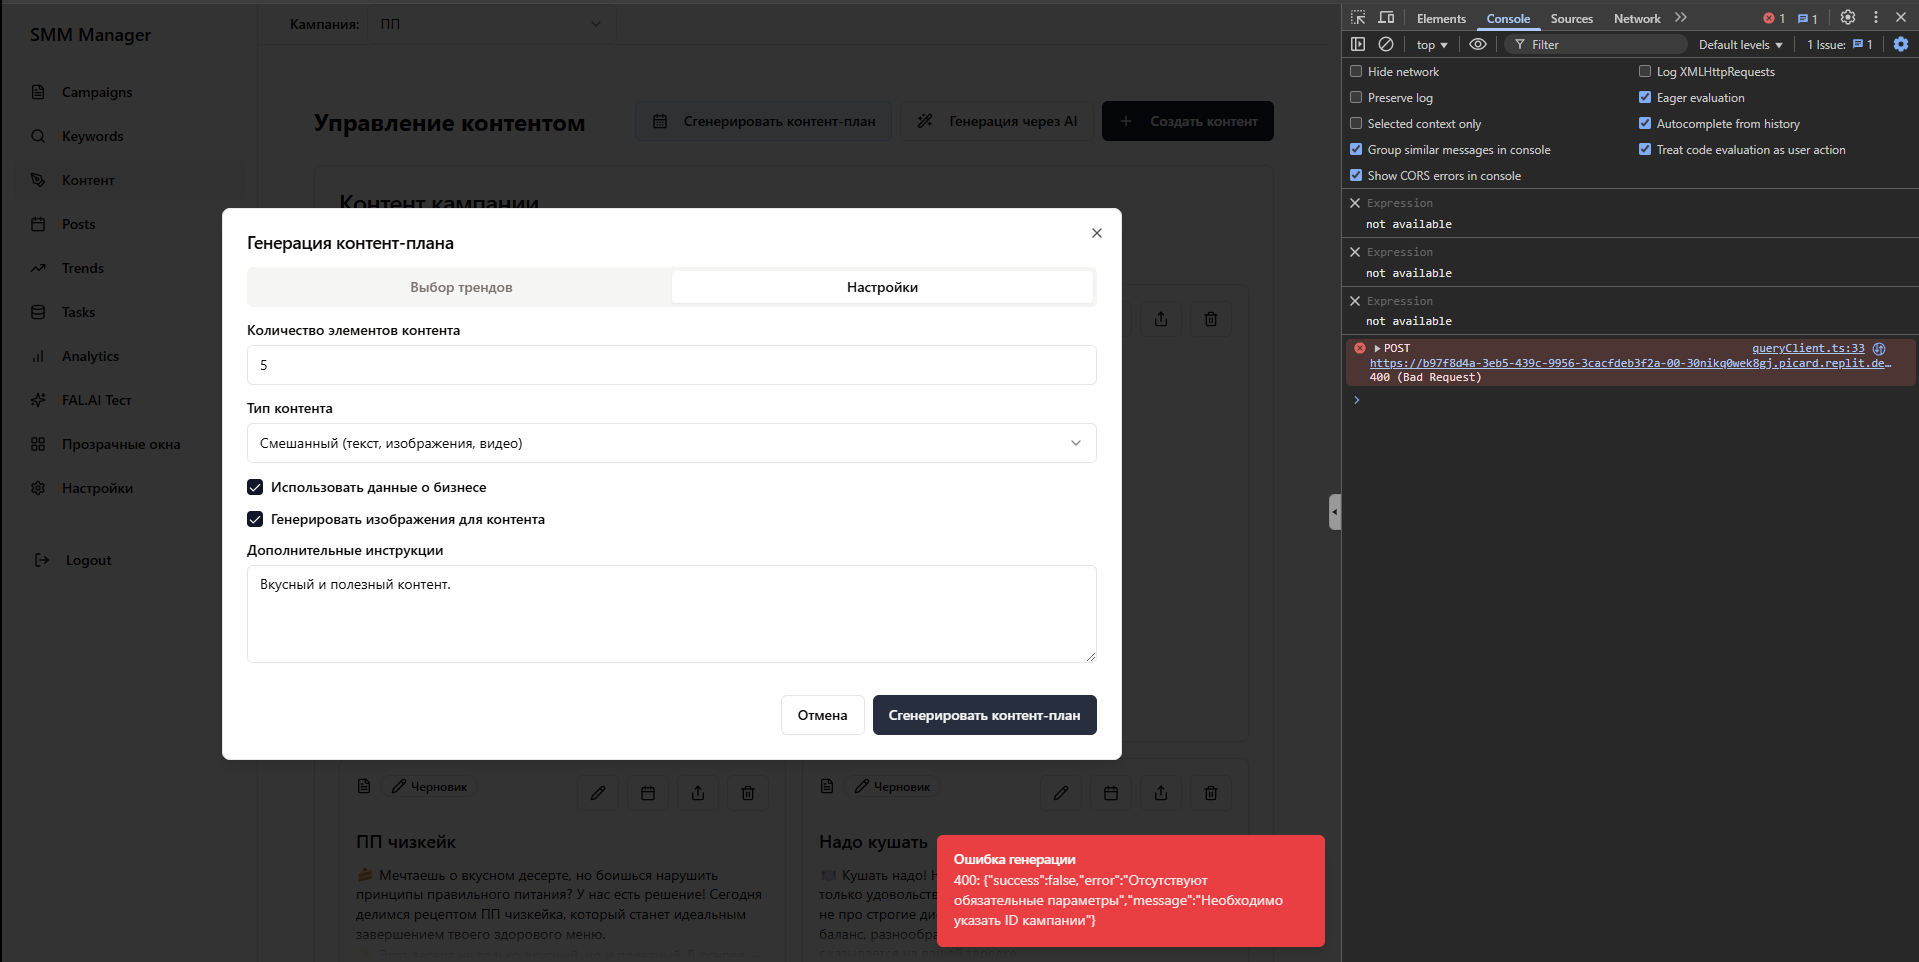 SMM Manager
Campaigns
Keywords
Контент
Posts
Trends
Tasks
Analytics
FAL.AI Тест
Прозрачные окна
Настройки
Logout
Кампания: ПП
Управление контентом
Сгенерировать контент-план
Генерация через AI
Создать контент
Контент кампании
Генерация контент-плана
Выбор трендов
Настройки
Количество элементов контента
5
Тип контента
Смешанный (текст, изображения, видео)
Использовать данные о бизнесе
Генерировать изображения для контента
Дополнительные инструкции
Вкусный и полезный контент.
Отмена
Сгенерировать контент-план
Черновик
ПП чизкейк
🍰 Мечтаешь о вкусном десерте, но боишься нарушить
принципы правильного питания? У нас есть решение! Сегодня
делимся рецептом ПП чизкейка, который станет идеальным
завершением твоего здорового меню.
Черновик
Надо кушать
Кушать надо!
только удовольств
не про строгие ди
баланс, разнообра
Ошибка генерации
400: {"success":false,"error":"Отсутствуют
обязательные параметры","message":"Необходимо
указать ID кампании"}
Elements
Console
Sources
Network
1
1
top
Filter
Default levels
1 Issue: 1
Hide network
Log XMLHttpRequests
Preserve log
Eager evaluation
Selected context only
Autocomplete from history
Group similar messages in console
Treat code evaluation as user action
Show CORS errors in console
Expression
not available
Expression
not available
Expression
not available
POST queryClient.ts:33
https://b97f8d4a-3eb5-439c-9956-3cacfdeb3f2a-00-30nikq0wek8gj.picard.replit.de…
400 (Bad Request)